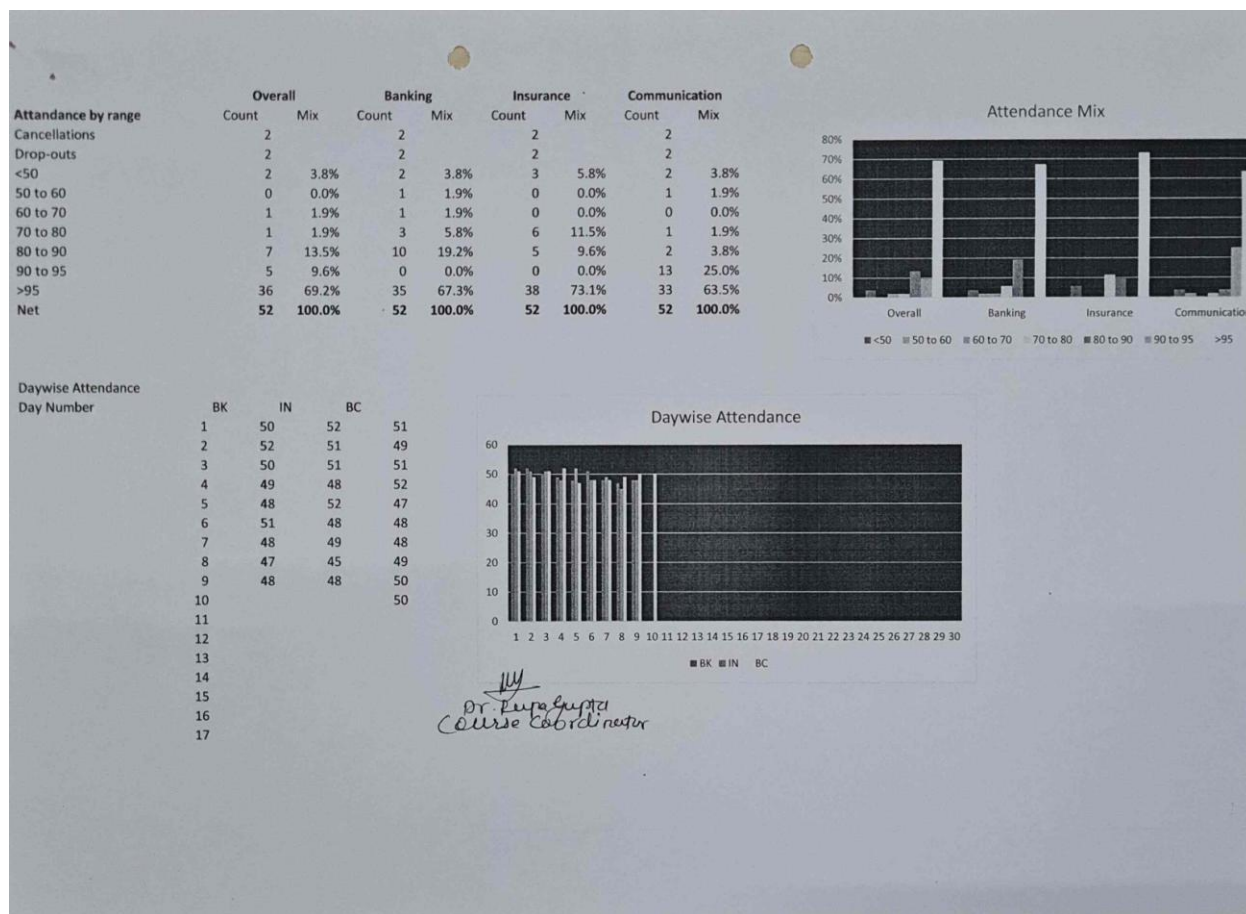 Overall Banking Insurance Communication
Attandance by range Count Mix Count Mix Count Mix Count Mix
Cancellations 2 2 2 2
Drop-outs 2 2 2 2
<50 2 3.8% 2 3.8% 3 5.8% 2 3.8%
50 to 60 0 0.0% 1 1.9% 0 0.0% 1 1.9%
60 to 70 1 1.9% 1 1.9% 0 0.0% 0 0.0%
70 to 80 1 1.9% 3 5.8% 6 11.5% 1 1.9%
80 to 90 7 13.5% 10 19.2% 5 9.6% 2 3.8%
90 to 95 5 9.6% 0 0.0% 0 0.0% 13 25.0%
>95 36 69.2% 35 67.3% 38 73.1% 33 63.5%
Net 52 100.0% 52 100.0% 52 100.0% 52 100.0%
Attendance Mix
80%
70%
60%
50%
40%
30%
20%
10%
0%
Overall Banking Insurance Communication
<50 50 to 60 60 to 70 70 to 80 80 to 90 90 to 95 >95
Daywise Attendance
Day Number BK IN BC
1 50 52 51
2 52 51 49
3 50 51 51
4 49 48 52
5 48 52 47
6 51 48 48
7 48 49 48
8 47 45 49
9 48 48 50
10 50
11
12
13
14
15
16
17
Daywise Attendance
60
50
40
30
20
10
0
1 2 3 4 5 6 7 8 9 10 11 12 13 14 15 16 17 18 19 20 21 22 23 24 25 26 27 28 29 30
BK IN BC
Dr. Rupa Gupta
Course Coordinator